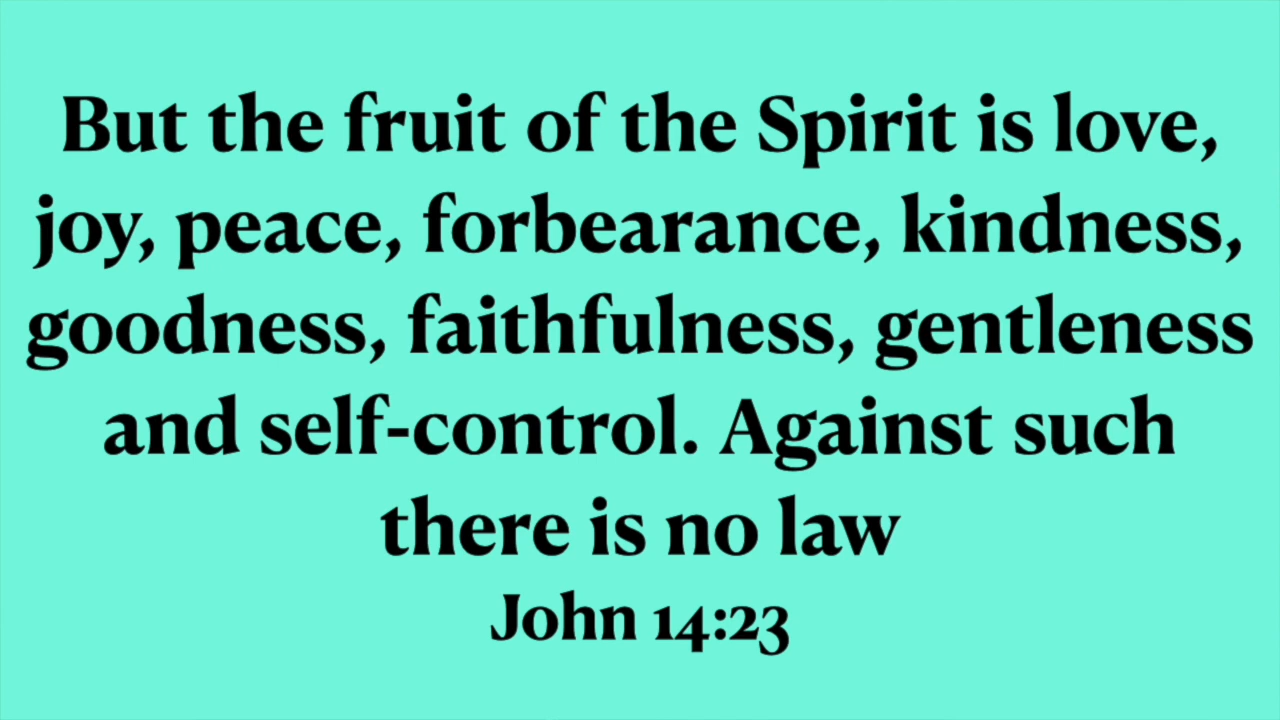 But the fruit of the Spirit is love,
joy, peace, forbearance, kindness,
goodness, faithfulness, gentleness
and self-control. Against such
there is no law
John 14:23